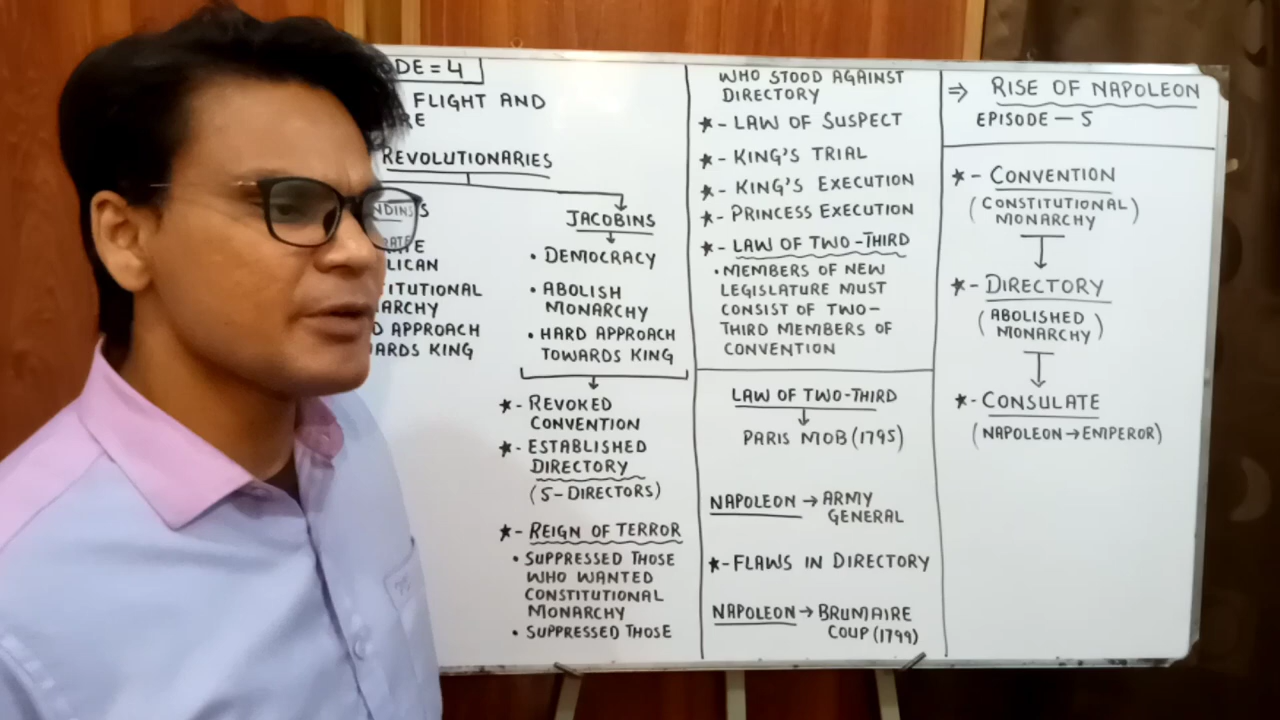 ODE = 4
FLIGHT AND
RE
REVOLUTIONARIES
JACOBINS
• DEMOCRACY
LICAN
• ABOLISH
MONARCHY
TITUTIONAL
ARCHY
• HARD APPROACH
TOWARDS KING
D APPROACH
ARDS KING
★- REVOKED
CONVENTION
★- ESTABLISHED
DIRECTORY
(5-DIRECTORS)
★- REIGN OF TERROR
• SUPPRESSED THOSE
WHO WANTED
CONSTITUTIONAL
MONARCHY
• SUPPRESSED THOSE
WHO STOOD AGAINST
DIRECTORY
★- LAW OF SUSPECT
★- KING'S TRIAL
★- KING'S EXECUTION
★- PRINCESS EXECUTION
★- LAW OF TWO-THIRD
• MEMBERS OF NEW
LEGISLATURE MUST
CONSIST OF TWO-
THIRD MEMBERS OF
CONVENTION
LAW OF TWO-THIRD
PARIS MOB (1795)
NAPOLEON → ARMY
GENERAL
★- FLAWS IN DIRECTORY
NAPOLEON → BRUMAIRE
COUP (1799)
⇒ RISE OF NAPOLEON
EPISODE - 5
★- CONVENTION
(CONSTITUTIONAL
MONARCHY)
★- DIRECTORY
(ABOLISHED
MONARCHY)
★- CONSULATE
(NAPOLEON → EMPEROR)